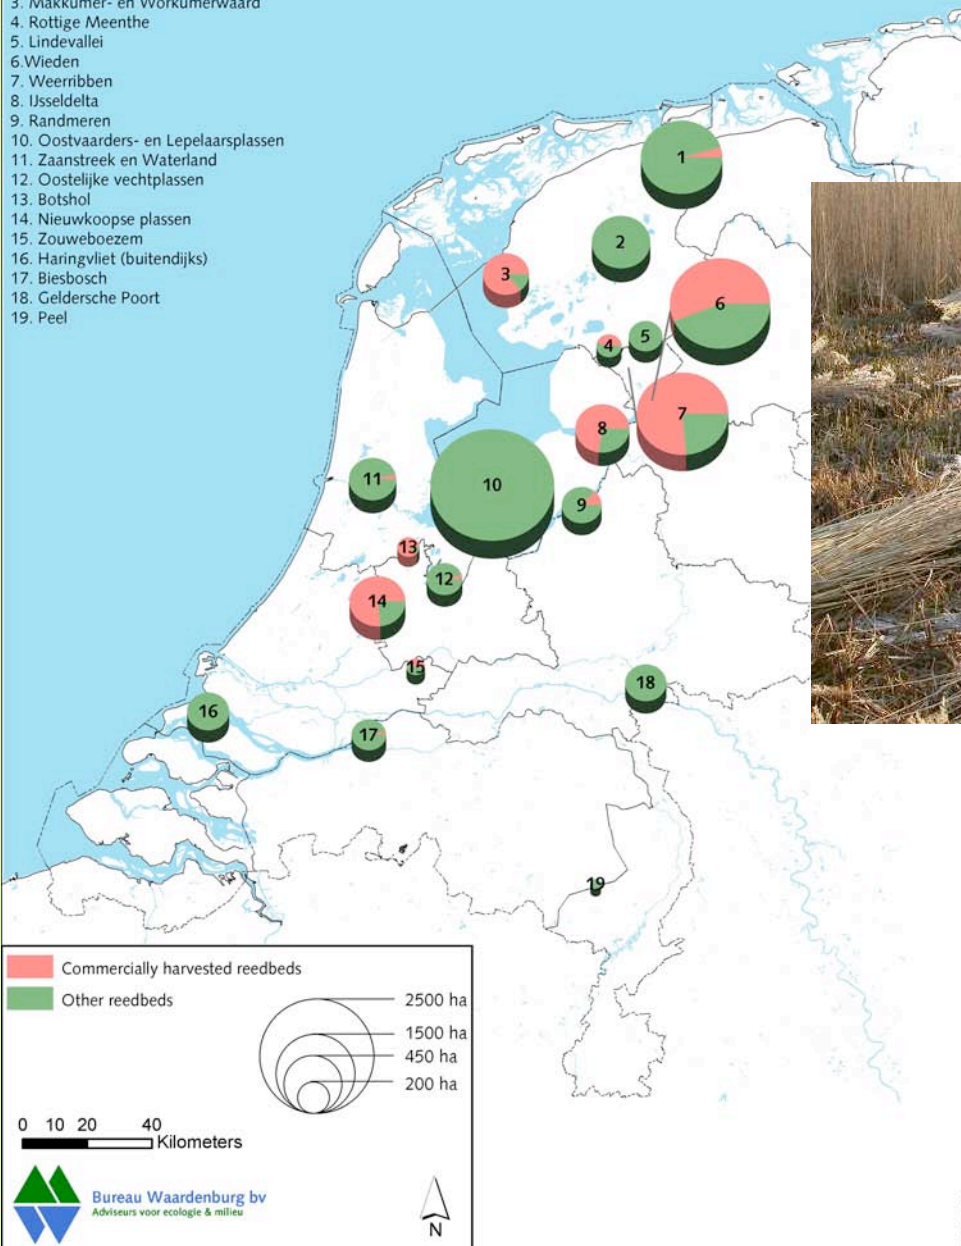 3. Makkumer- en Workumerwaard
4. Rottige Meenthe
5. Lindevallei
6.Wieden
7. Weerribben
8. IJsseldelta
9. Randmeren
10. Oostvaarders- en Lepelaarsplassen
11. Zaanstreek en Waterland
12. Oostelijke vechtplassen
13. Botshol
14. Nieuwkoopse plassen
15. Zouweboezem
16. Haringvliet (buitendijks)
17. Biesbosch
18. Geldersche Poort
19. Peel
1
2
3
6
5
4
7
8
10
11
9
13
12
14
15
18
16
17
19
Commercially harvested reedbeds
Other reedbeds
2500 ha
1500 ha
450 ha
200 ha
0 10 20 40
Kilometers
Bureau Waardenburg bv
Adviseurs voor ecologie & milieu
N